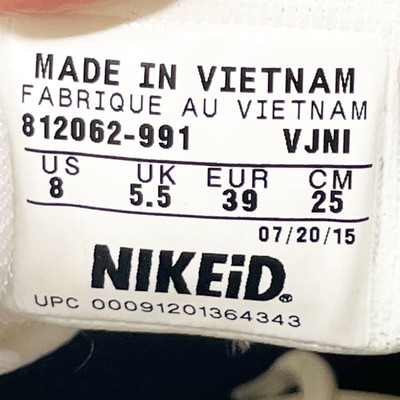 MADE IN VIETNAM
FABRIQUE AU VIETNAM
812062-991 VJNI
US UK EUR CM
8 5.5 39 25
07/20/15
NIKEiD®
UPC 00091201364343